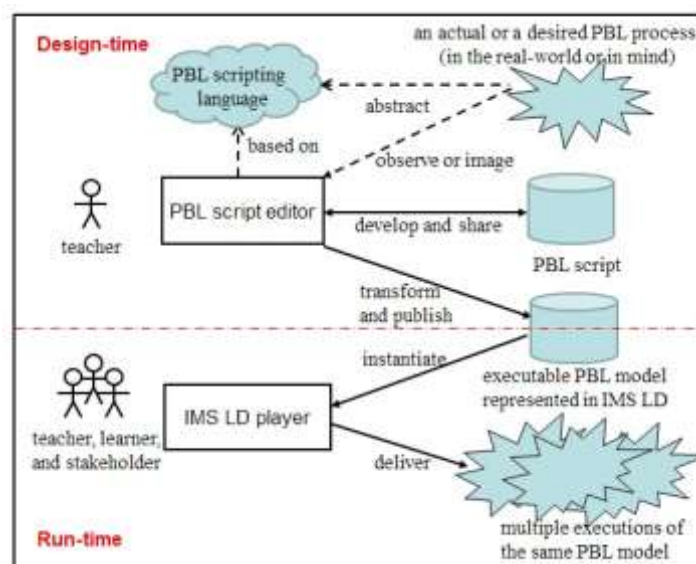 Design-time
an actual or a desired PBL process
(in the real-world or in mind)
PBL scripting
language
abstract
based on
observe or image
PBL script editor
develop and share
teacher
PBL script
transform
and publish
instantiate
executable PBL model
represented in IMS LD
IMS LD player
teacher, learner,
and stakeholder
deliver
multiple executions of
the same PBL model
Run-time